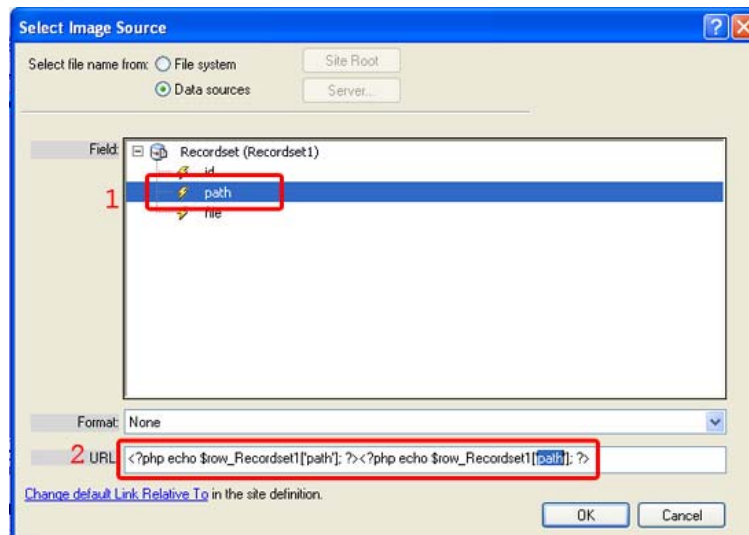 Select Image Source
Select file name from: File system Site Root
Data sources Server...
Field: Recordset (Recordset1)
id
1 path
file
Format: None
2 URL: <?php echo $row_Recordset1['path']; ?><?php echo $row_Recordset1['path']; ?>
Change default Link Relative To in the site definition.
OK Cancel